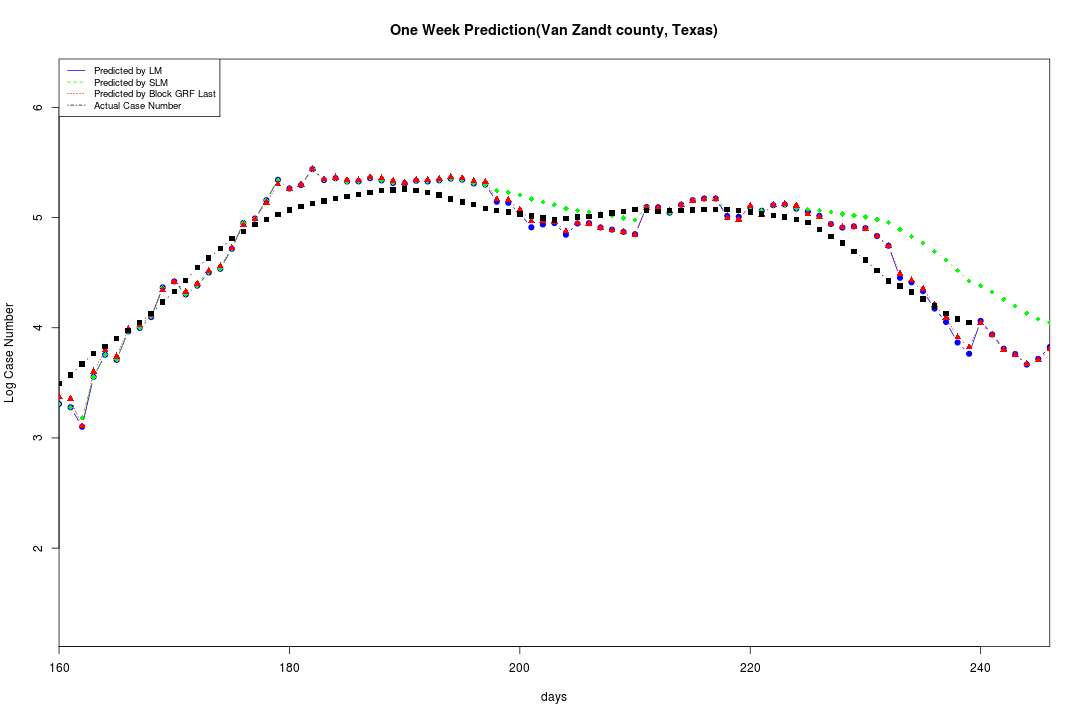 One Week Prediction(Van Zandt county, Texas)
Predicted by LM
Predicted by SLM
Predicted by Block GRF Last
Actual Case Number
6
5
4
3
2
Log Case Number
160 180 200 220 240
days